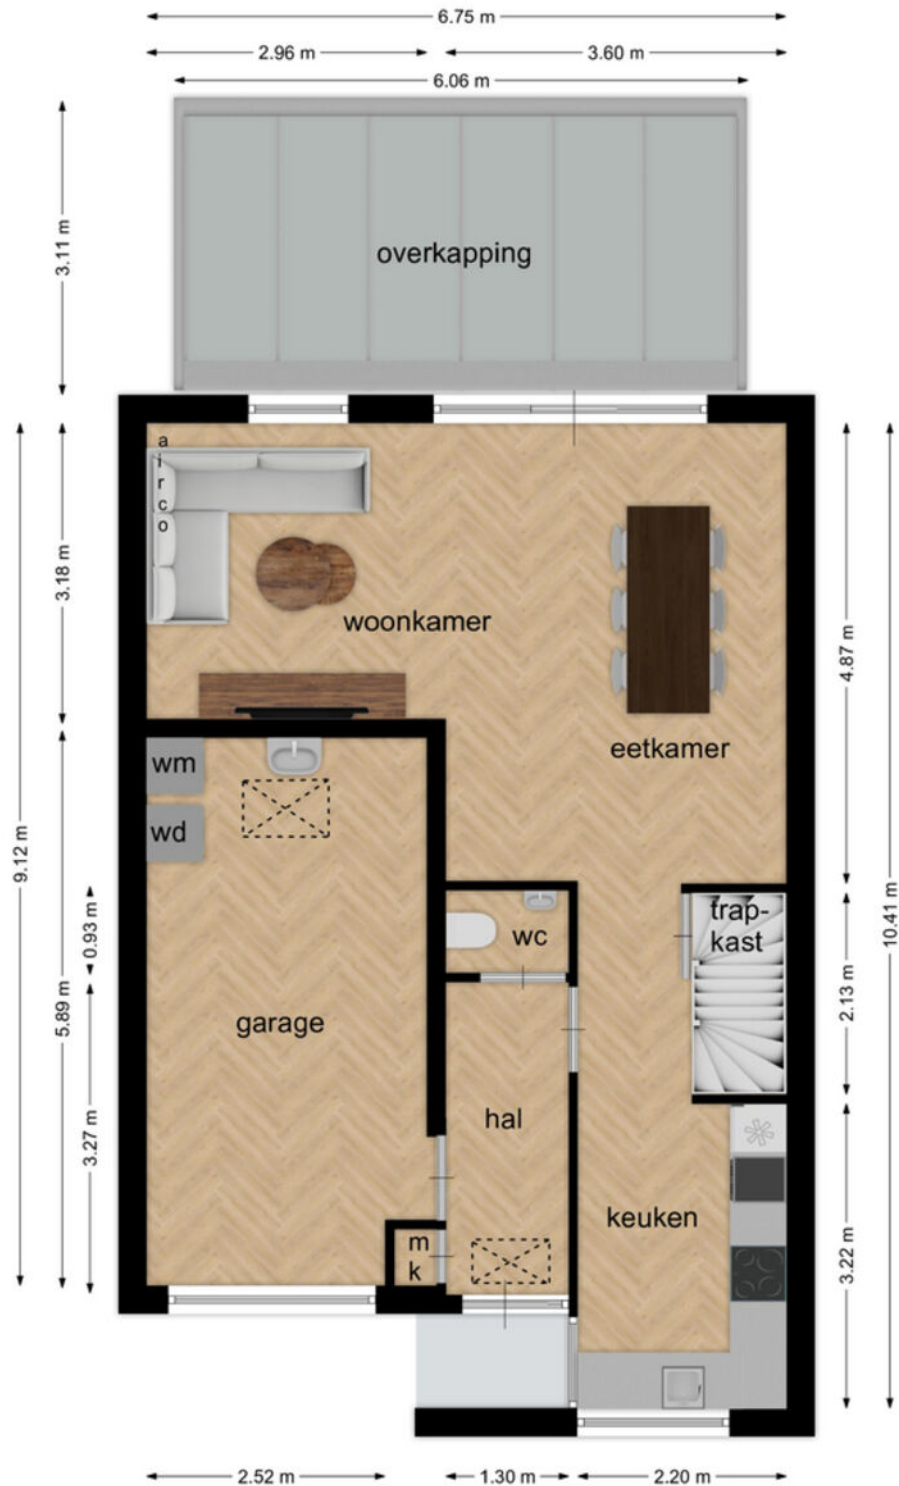 6.75 m
2.96 m
3.60 m
6.06 m
3.11 m
overkapping
airco
3.18 m
woonkamer
4.87 m
eetkamer
wm
wd
9.12 m
10.41 m
0.93 m
trap-
kast
wc
2.13 m
5.89 m
garage
3.27 m
hal
keuken
m
k
3.22 m
2.52 m
1.30 m
2.20 m